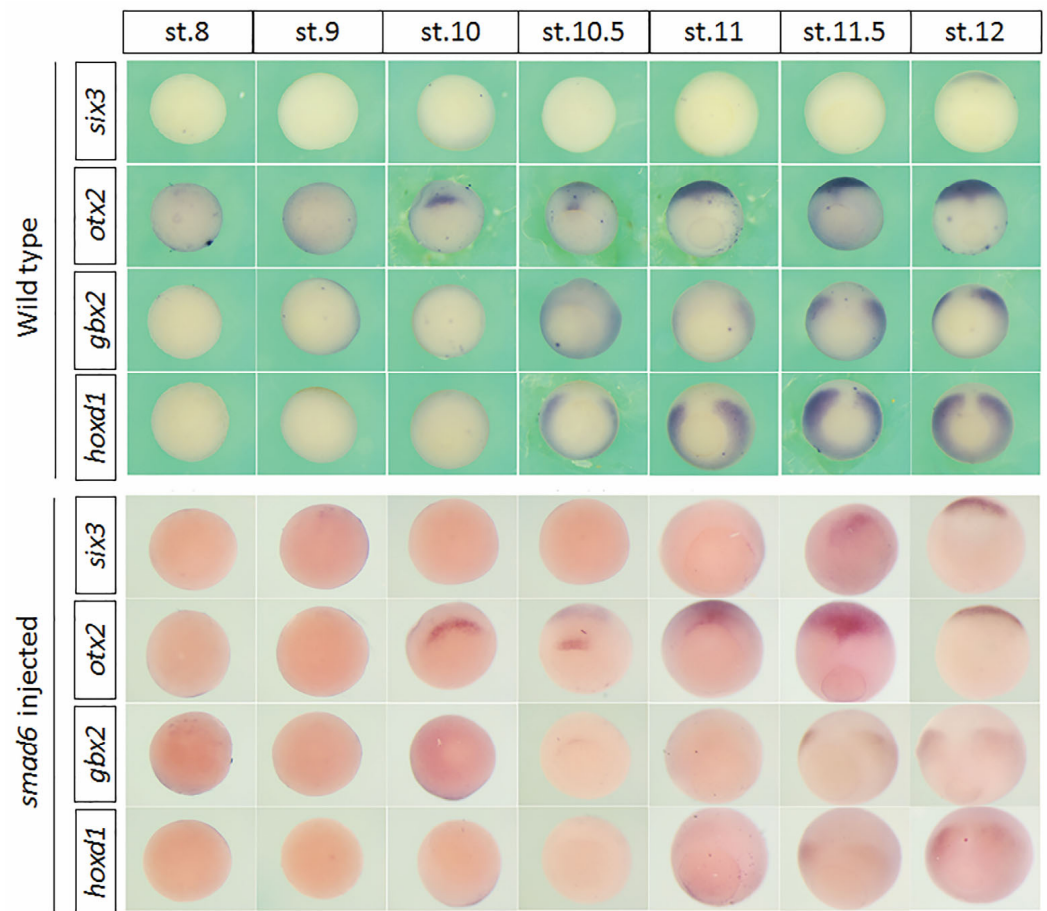 st.8 st.9 st.10 st.10.5 st.11 st.11.5 st.12
Wild type
six3
otx2
gbx2
hoxd1
smad6 injected
six3
otx2
gbx2
hoxd1